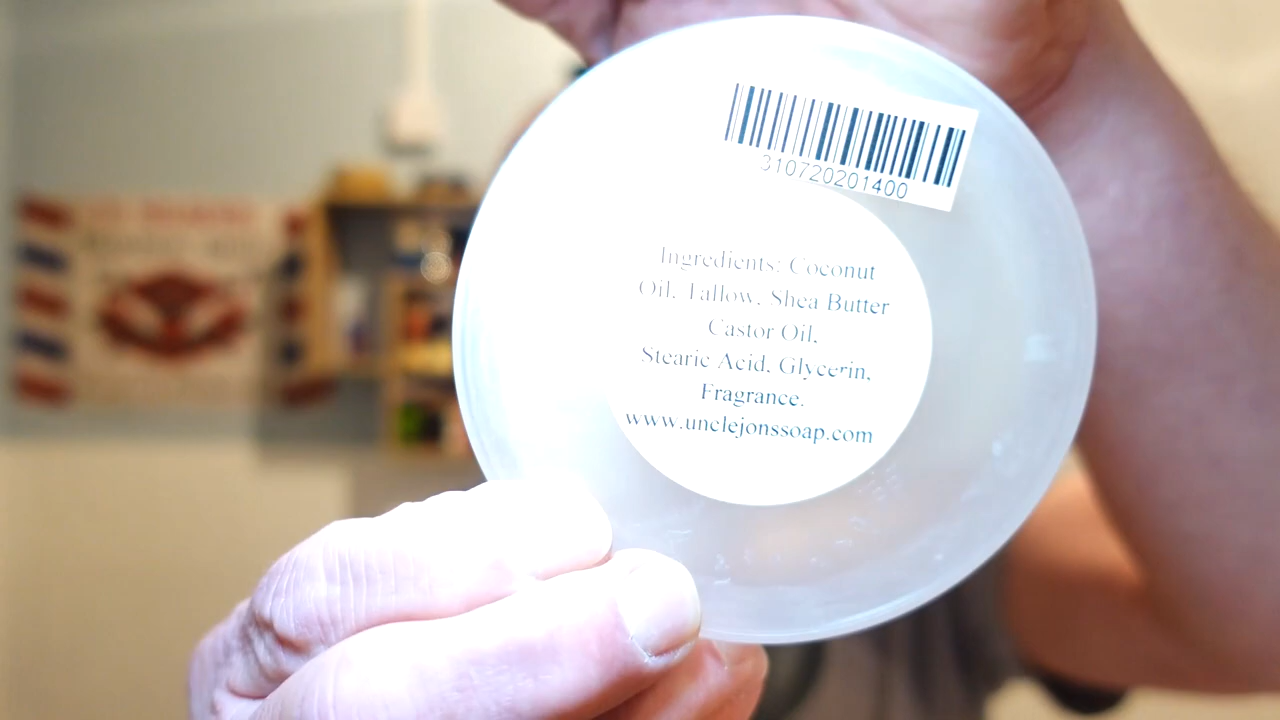 310720201400
Ingredients: Coconut
Oil, Tallow, Shea Butter
Castor Oil,
Stearic Acid, Glycerin,
Fragrance.
www.unclejonssoap.com